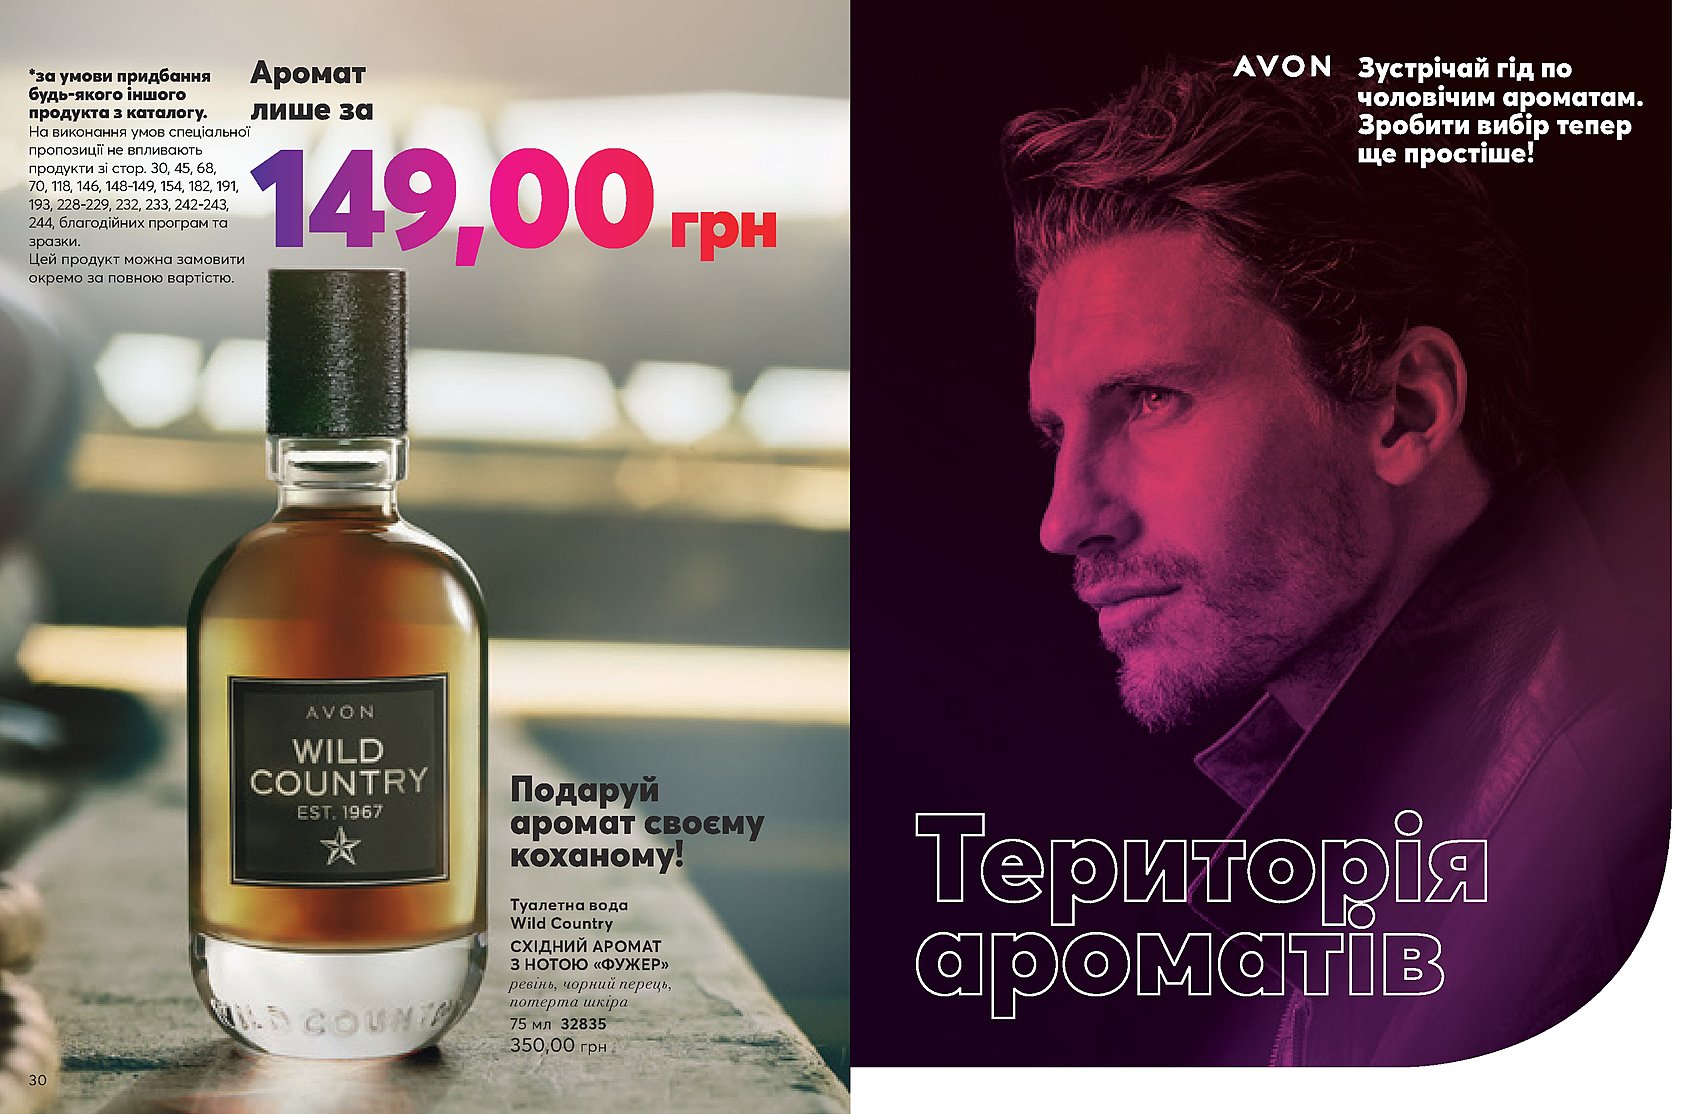 *за умови придбання
будь-якого іншого
продукта з каталогу.
На виконання умов спеціальної
пропозиції не впливають
продукти зі стор. 30, 45, 68,
70, 118, 146, 148-149, 154, 182, 191,
193, 228-229, 232, 233, 242-243,
244, благодійних програм та
зразки.
Цей продукт можна замовити
окремо за повною вартістю.
Аромат
лише за
149,00 грн
AVON
WILD
COUNTRY
EST. 1967
WILD COUNTRY
Подаруй
аромат своєму
коханому!
Туалетна вода
Wild Country
СХІДНИЙ АРОМАТ
З НОТОЮ «ФУЖЕР»
ревінь, чорний перець,
потерта шкіра
75 мл 32835
350,00 грн
30
AVON
Зустрічай гід по
чоловічим ароматам.
Зробити вибір тепер
ще простіше!
Територія
ароматів